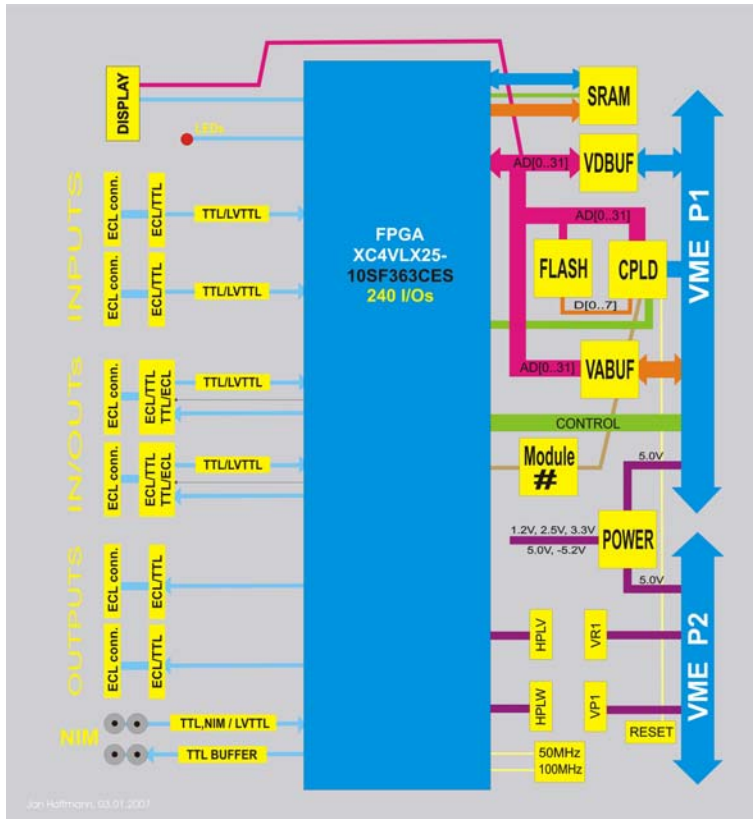 DISPLAY
LEDs
SRAM
AD[0..31]
VDBUF
AD[0..31]
FLASH
CPLD
D[0..7]
AD[0..31]
VABUF
CONTROL
Module
#
VME P1
FPGA
XC4VLX25-
10SF363CES
240 I/Os
INPUTS
ECL conn.
ECL/TTL
TTL/LVTTL
ECL conn.
ECL/TTL
TTL/LVTTL
IN/OUTs
ECL conn.
ECL/TTL
TTL/ECL
TTL/LVTTL
ECL conn.
ECL/TTL
TTL/ECL
TTL/LVTTL
OUTPUTS
ECL conn.
ECL/TTL
ECL conn.
ECL/TTL
NIM
TTL,NIM / LVTTL
TTL BUFFER
5.0V
1.2V, 2.5V, 3.3V
5.0V, -5.2V
POWER
5.0V
HPLV
VR1
HPLW
VP1
RESET
50MHz
100MHz
VME P2
Jan Hoffmann, 03.01.2007